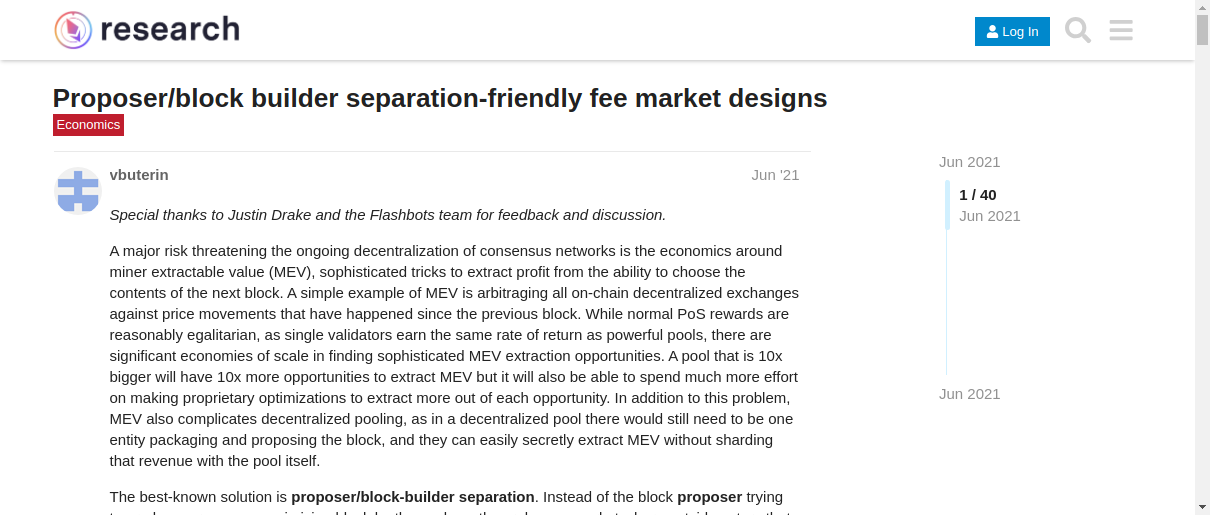 research
Log In
Proposer/block builder separation-friendly fee market designs
Economics
vbuterin
Jun '21
Special thanks to Justin Drake and the Flashbots team for feedback and discussion.
A major risk threatening the ongoing decentralization of consensus networks is the economics around
miner extractable value (MEV), sophisticated tricks to extract profit from the ability to choose the
contents of the next block. A simple example of MEV is arbitraging all on-chain decentralized exchanges
against price movements that have happened since the previous block. While normal PoS rewards are
reasonably egalitarian, as single validators earn the same rate of return as powerful pools, there are
significant economies of scale in finding sophisticated MEV extraction opportunities. A pool that is 10x
bigger will have 10x more opportunities to extract MEV but it will also be able to spend much more effort
on making proprietary optimizations to extract more out of each opportunity. In addition to this problem,
MEV also complicates decentralized pooling, as in a decentralized pool there would still need to be one
entity packaging and proposing the block, and they can easily secretly extract MEV without sharding
that revenue with the pool itself.
The best-known solution is proposer/block-builder separation. Instead of the block proposer trying
Jun 2021
1 / 40
Jun 2021
Jun 2021